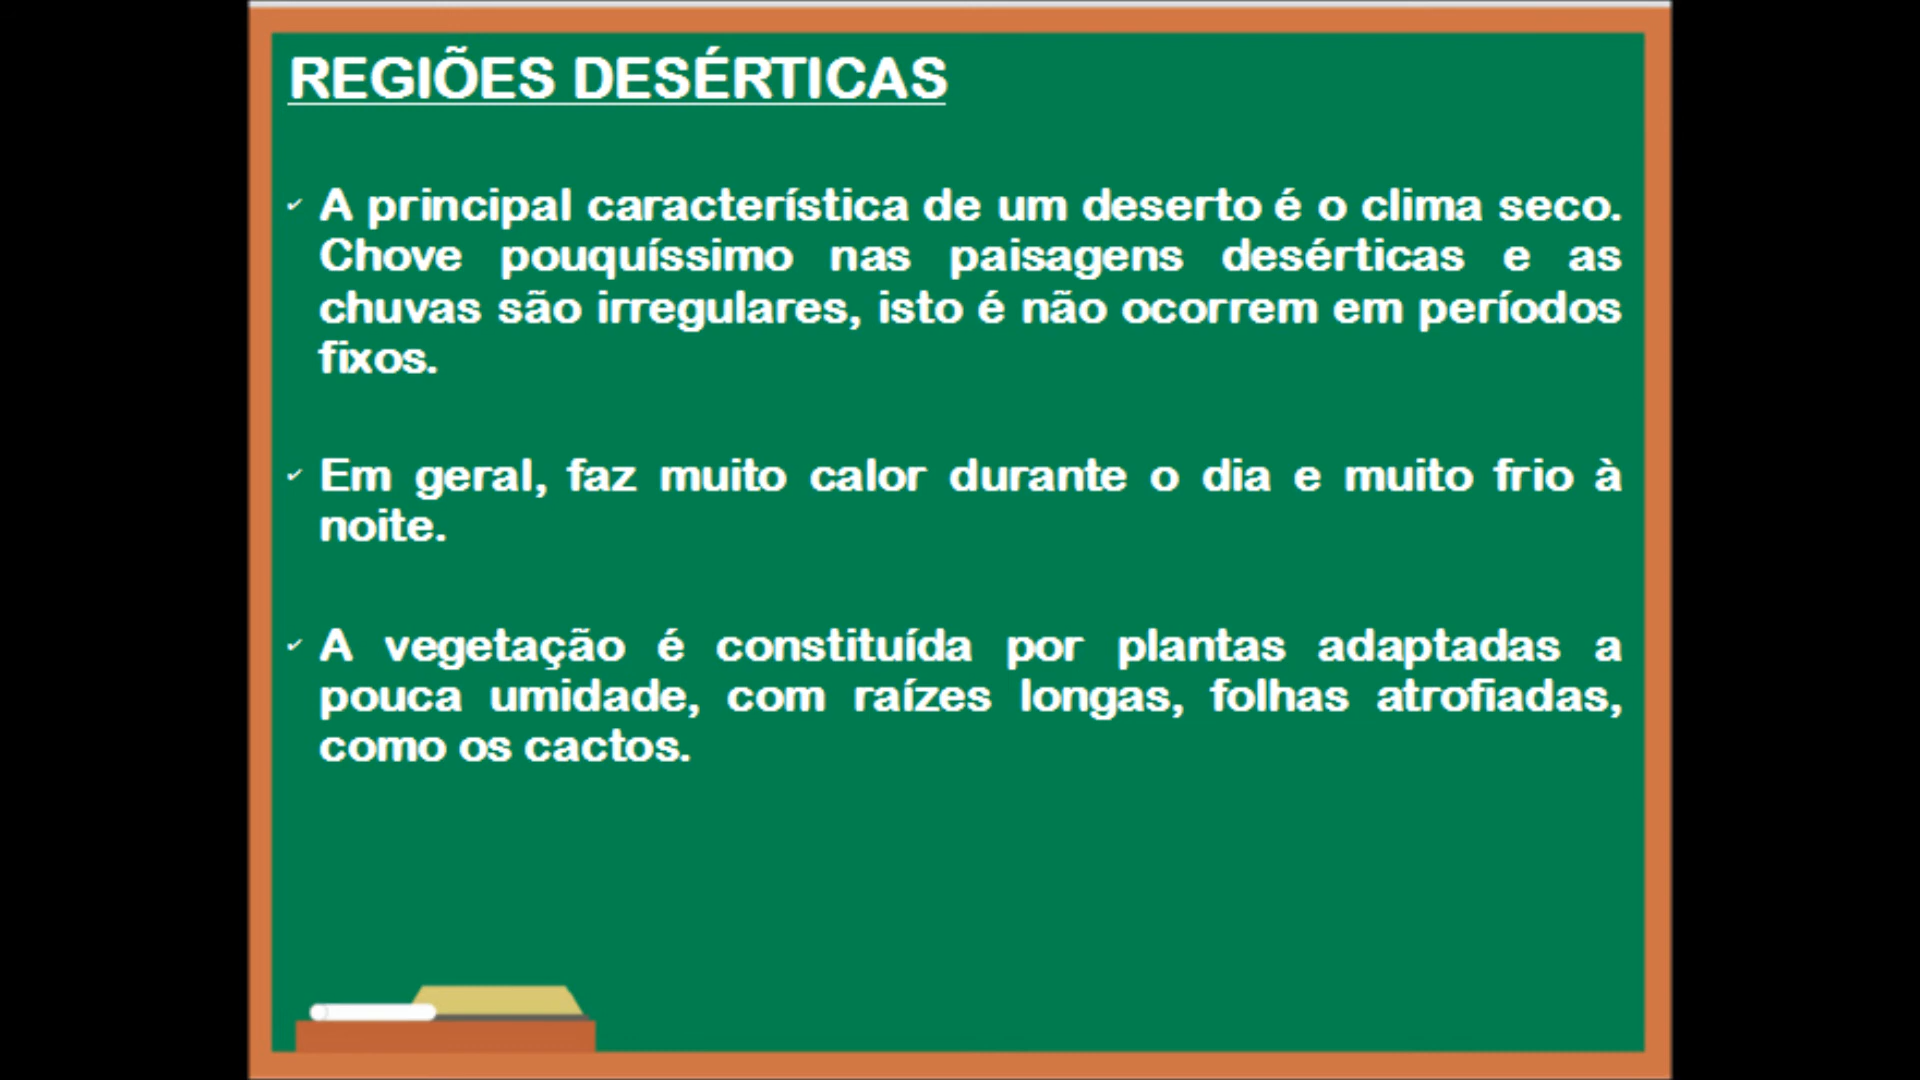 REGIÕES DESÉRTICAS
✓ A principal característica de um deserto é o clima seco.
Chove pouquíssimo nas paisagens desérticas e as
chuvas são irregulares, isto é não ocorrem em períodos
fixos.
✓ Em geral, faz muito calor durante o dia e muito frio à
noite.
✓ A vegetação é constituída por plantas adaptadas a
pouca umidade, com raízes longas, folhas atrofiadas,
como os cactos.